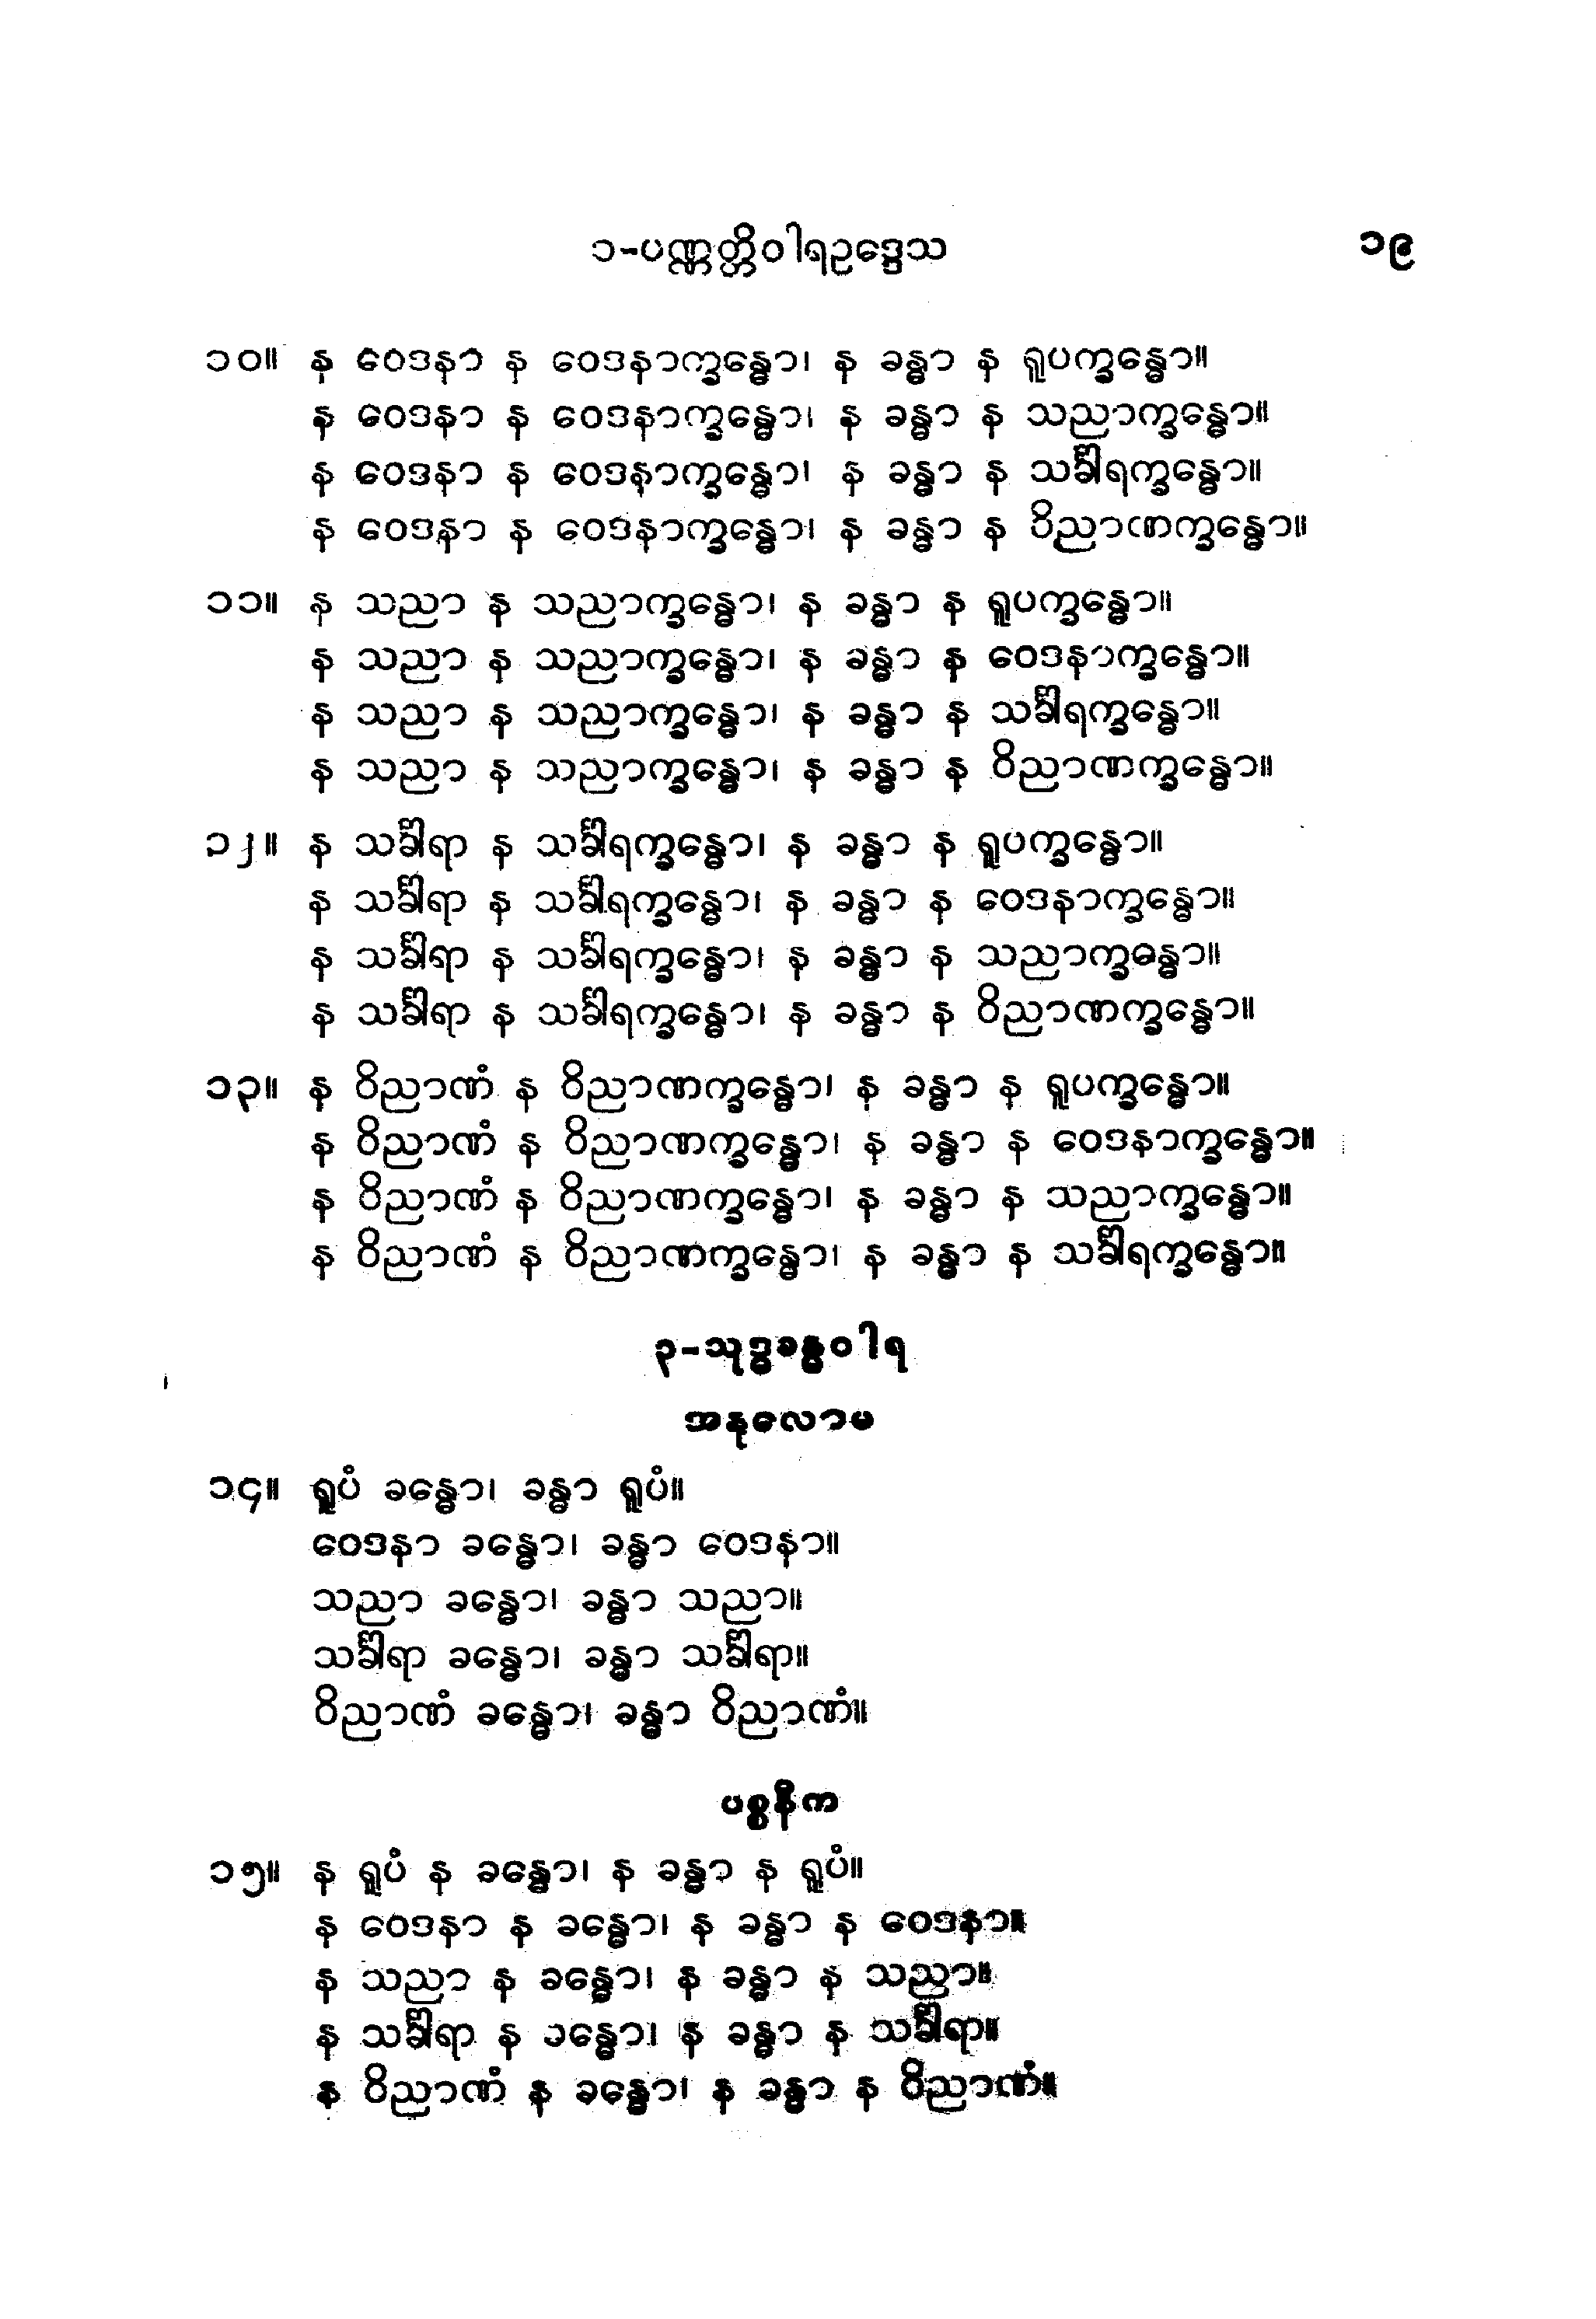 ၁-ပဏ္ဏတ္တိဝါရဥဒ္ဒေသ ၁၉
၁၀။ န ဝေဒနာ န ဝေဒနာက္ခန္ဓော၊ န ခန္ဓာ န ရူပက္ခန္ဓော။
န ဝေဒနာ န ဝေဒနာက္ခန္ဓော၊ န ခန္ဓာ န သညာက္ခန္ဓော။
န ဝေဒနာ န ဝေဒနာက္ခန္ဓော၊ န ခန္ဓာ န သင်္ခါရက္ခန္ဓော။
န ဝေဒနာ န ဝေဒနာက္ခန္ဓော၊ န ခန္ဓာ န ဝိညာဏက္ခန္ဓော။
၁၁။ န သညာ န သညာက္ခန္ဓော၊ န ခန္ဓာ န ရူပက္ခန္ဓော။
န သညာ န သညာက္ခန္ဓော၊ န ခန္ဓာ န ဝေဒနာက္ခန္ဓော။
န သညာ န သညာက္ခန္ဓော၊ န ခန္ဓာ န သင်္ခါရက္ခန္ဓော။
န သညာ န သညာက္ခန္ဓော၊ န ခန္ဓာ န ဝိညာဏက္ခန္ဓော။
၁၂။ န သင်္ခါရာ န သင်္ခါရက္ခန္ဓော၊ န ခန္ဓာ န ရူပက္ခန္ဓော။
န သင်္ခါရာ န သင်္ခါရက္ခန္ဓော၊ န ခန္ဓာ န ဝေဒနာက္ခန္ဓော။
န သင်္ခါရာ န သင်္ခါရက္ခန္ဓော၊ န ခန္ဓာ န သညာက္ခန္ဓော။
န သင်္ခါရာ န သင်္ခါရက္ခန္ဓော၊ န ခန္ဓာ န ဝိညာဏက္ခန္ဓော။
၁၃။ န ဝိညာဏံ န ဝိညာဏက္ခန္ဓော၊ န ခန္ဓာ န ရူပက္ခန္ဓော။
န ဝိညာဏံ န ဝိညာဏက္ခန္ဓော၊ န ခန္ဓာ န ဝေဒနာက္ခန္ဓော။
န ဝိညာဏံ န ဝိညာဏက္ခန္ဓော၊ န ခန္ဓာ န သညာက္ခန္ဓော။
န ဝိညာဏံ န ဝိညာဏက္ခန္ဓော၊ န ခန္ဓာ န သင်္ခါရက္ခန္ဓော။
၃-သုဒ္ဓခန္ဓဝါရ
အနုလောမ
၁၄။ ရူပံ ခန္ဓော၊ ခန္ဓာ ရူပံ။
ဝေဒနာ ခန္ဓော၊ ခန္ဓာ ဝေဒနာ။
သညာ ခန္ဓော၊ ခန္ဓာ သညာ။
သင်္ခါရာ ခန္ဓော၊ ခန္ဓာ သင်္ခါရာ။
ဝိညာဏံ ခန္ဓော၊ ခန္ဓာ ဝိညာဏံ။
ပစ္စနီက
၁၅။ န ရူပံ န ခန္ဓော၊ န ခန္ဓာ န ရူပံ။
န ဝေဒနာ န ခန္ဓော၊ န ခန္ဓာ န ဝေဒနာ။
န သညာ န ခန္ဓော၊ န ခန္ဓာ န သညာ။
န သင်္ခါရာ န ခန္ဓော၊ န ခန္ဓာ န သင်္ခါရာ။
န ဝိညာဏံ န ခန္ဓော၊ န ခန္ဓာ န ဝိညာဏံ။